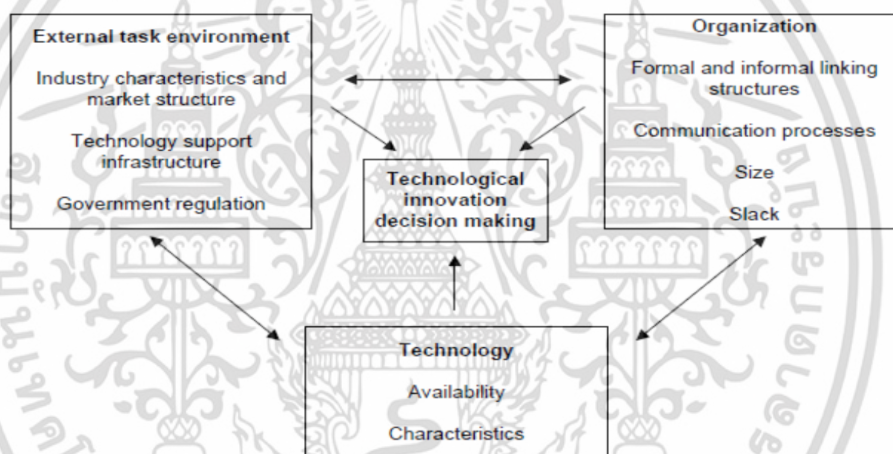 External task environment
Industry characteristics and
market structure
Technology support
infrastructure
Government regulation
Organization
Formal and informal linking
structures
Communication processes
Size
Slack
Technological
innovation
decision making
Technology
Availability
Characteristics